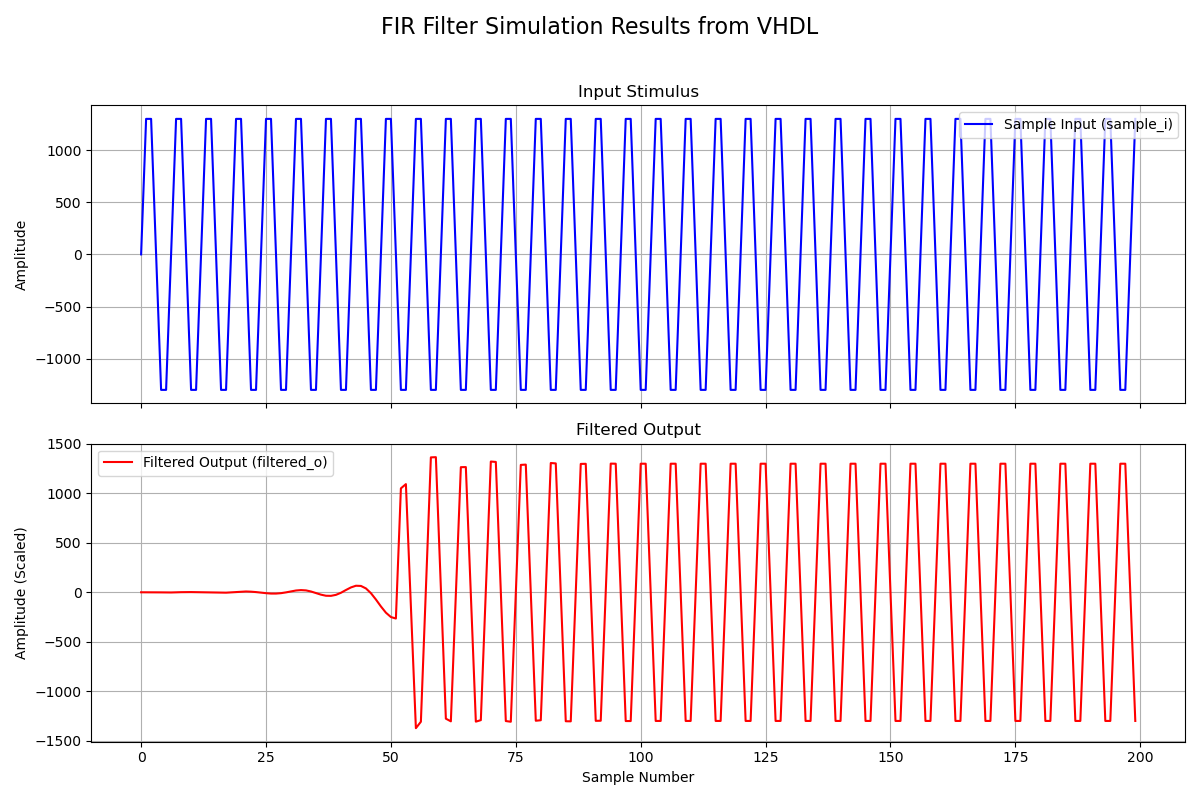 FIR Filter Simulation Results from VHDL
Input Stimulus
Sample Input (sample_i)
1000
500
0
−500
−1000
Amplitude
Filtered Output
Filtered Output (filtered_o)
1500
1000
500
0
−500
−1000
−1500
Amplitude (Scaled)
0 25 50 75 100 125 150 175 200
Sample Number